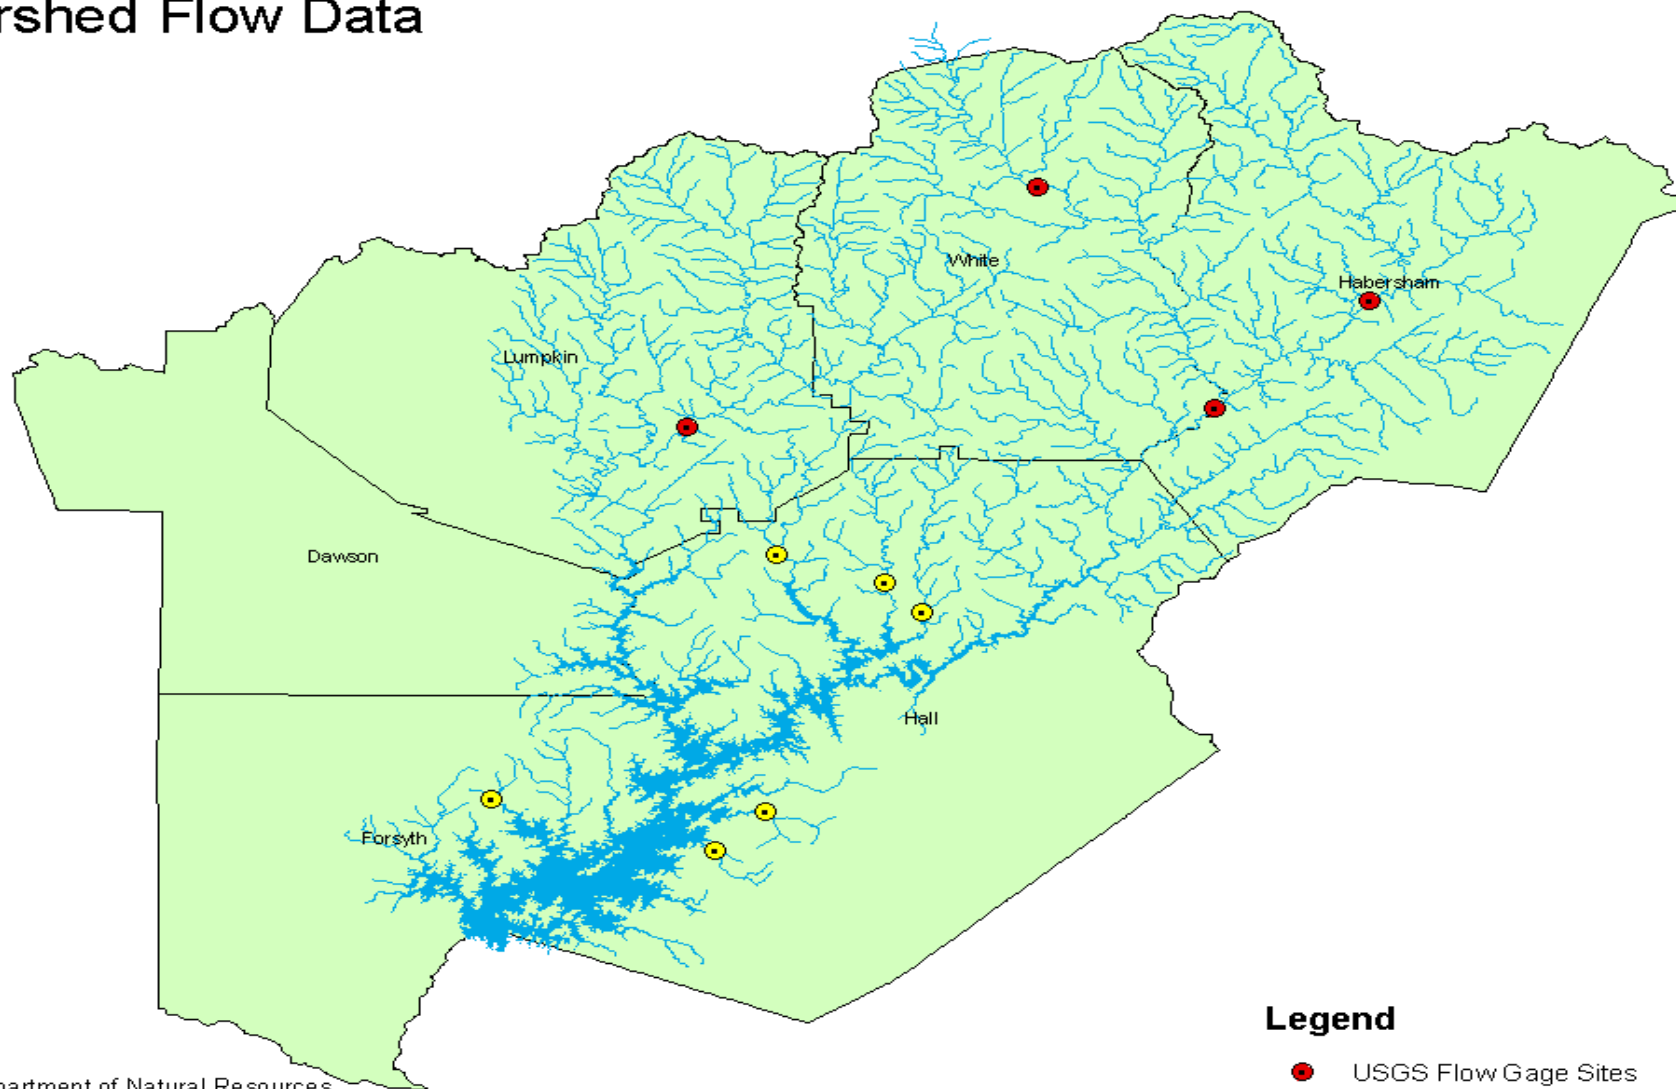 rshed Flow Data
White
Habersham
Lumpkin
Dawson
Hall
Forsyth
Legend
USGS Flow Gage Sites
partment of Natural Resources